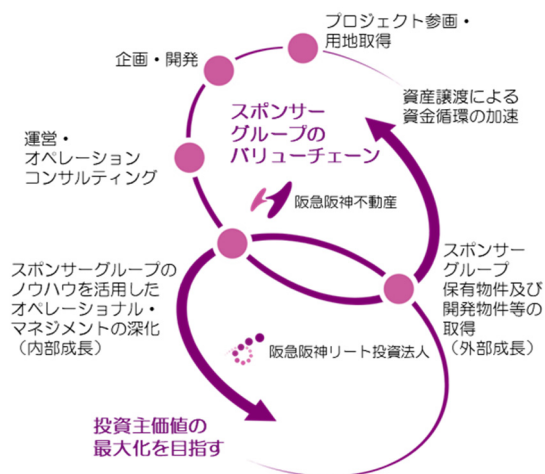 プロジェクト参画・
用地取得
企画・開発
資産譲渡による
資金循環の加速
スポンサー
グループの
バリューチェーン
運営・
オペレーション
コンサルティング
阪急阪神不動産
スポンサーグループの
ノウハウを活用した
オペレーショナル・
マネジメントの深化
（内部成長）
スポンサー
グループ
保有物件及び
開発物件等の
取得
（外部成長）
阪急阪神リート投資法人
投資主価値の
最大化を目指す